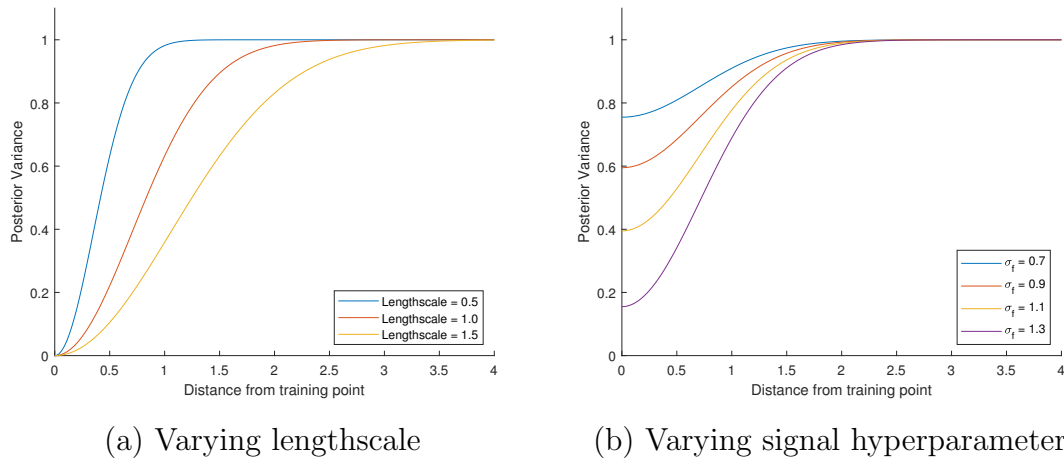 1
0.8
0.6
0.4
0.2
0
Posterior Variance
0 0.5 1 1.5 2 2.5 3 3.5 4
Distance from training point
Lengthscale = 0.5
Lengthscale = 1.0
Lengthscale = 1.5
(a) Varying lengthscale
1
0.8
0.6
0.4
0.2
0
Posterior Variance
0 0.5 1 1.5 2 2.5 3 3.5 4
Distance from training point
σf = 0.7
σf = 0.9
σf = 1.1
σf = 1.3
(b) Varying signal hyperparameter